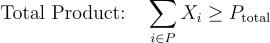 Total Product: $\sum_{i \in P} X_i \geq P_{\text{total}}$